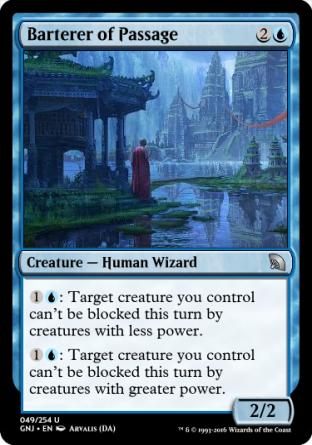 Barterer of Passage 2
Creature — Human Wizard
1: Target creature you control
can't be blocked this turn by
creatures with less power.
1: Target creature you control
can't be blocked this turn by
creatures with greater power.
2/2
049/254 U
GNJ • EN ARVALIS (DA)
™ & © 1993-2016 Wizards of the Coast